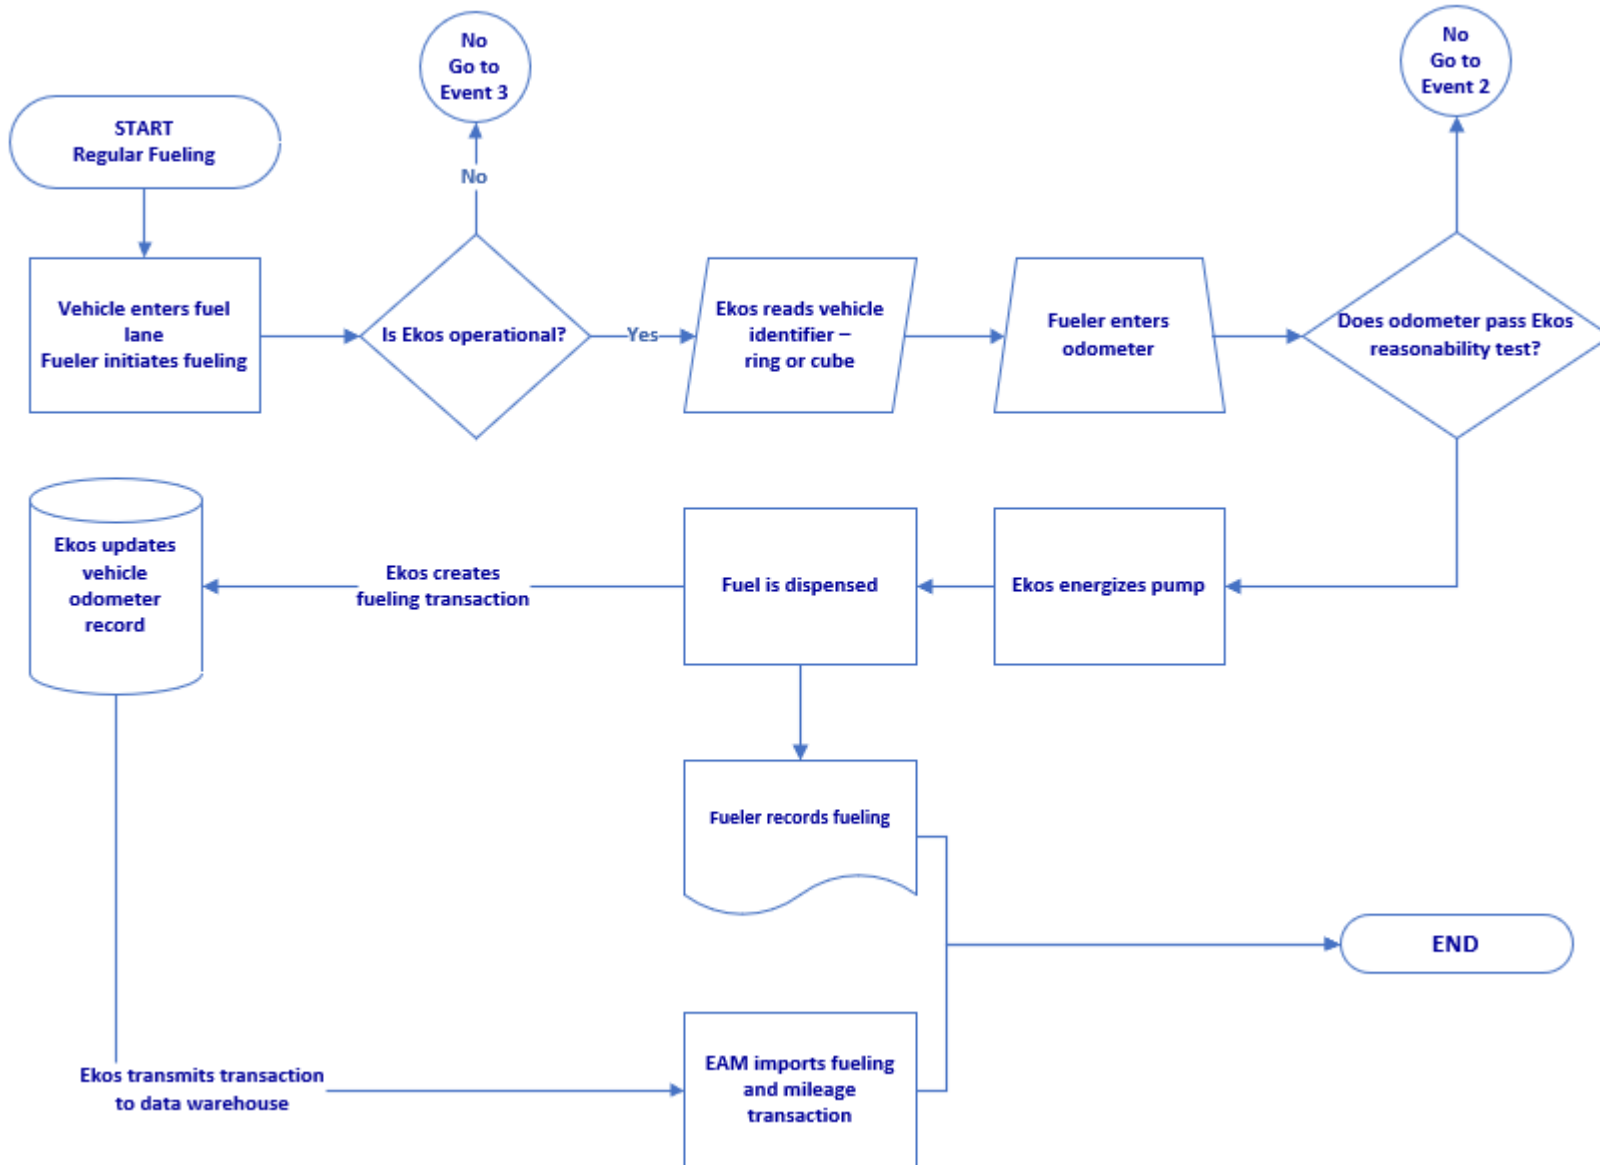 No
Go to
Event 3
No
Go to
Event 2
START
Regular Fueling
No
Vehicle enters fuel
lane
Fueler initiates fueling
Is Ekos operational?
Yes
Ekos reads vehicle
identifier –
ring or cube
Fueler enters
odometer
Does odometer pass Ekos
reasonability test?
Ekos updates
vehicle
odometer
record
Ekos creates
fueling transaction
Fuel is dispensed
Ekos energizes pump
Fueler records fueling
END
Ekos transmits transaction
to data warehouse
EAM imports fueling
and mileage
transaction